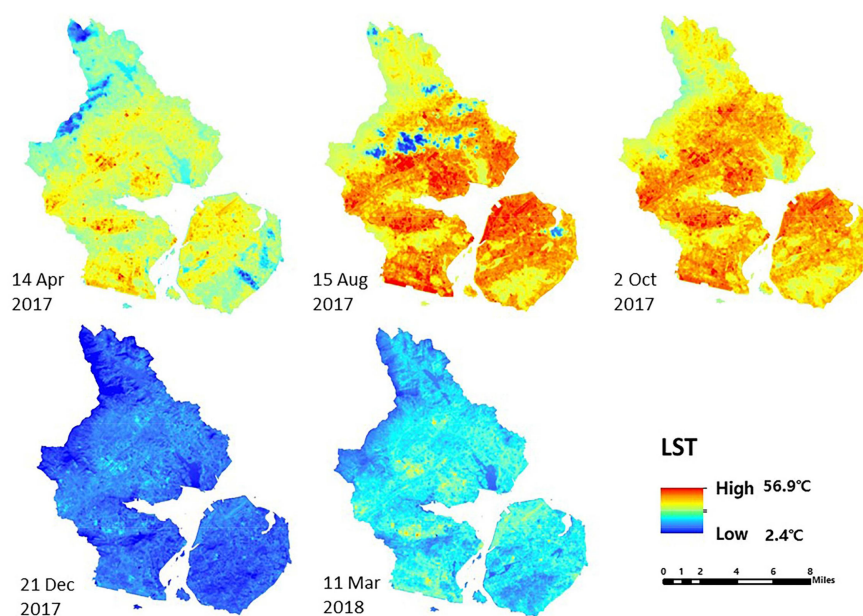 14 Apr
2017
15 Aug
2017
2 Oct
2017
21 Dec
2017
11 Mar
2018
LST
High 56.9℃
Low 2.4℃
0 1 2 4 6 8
Miles